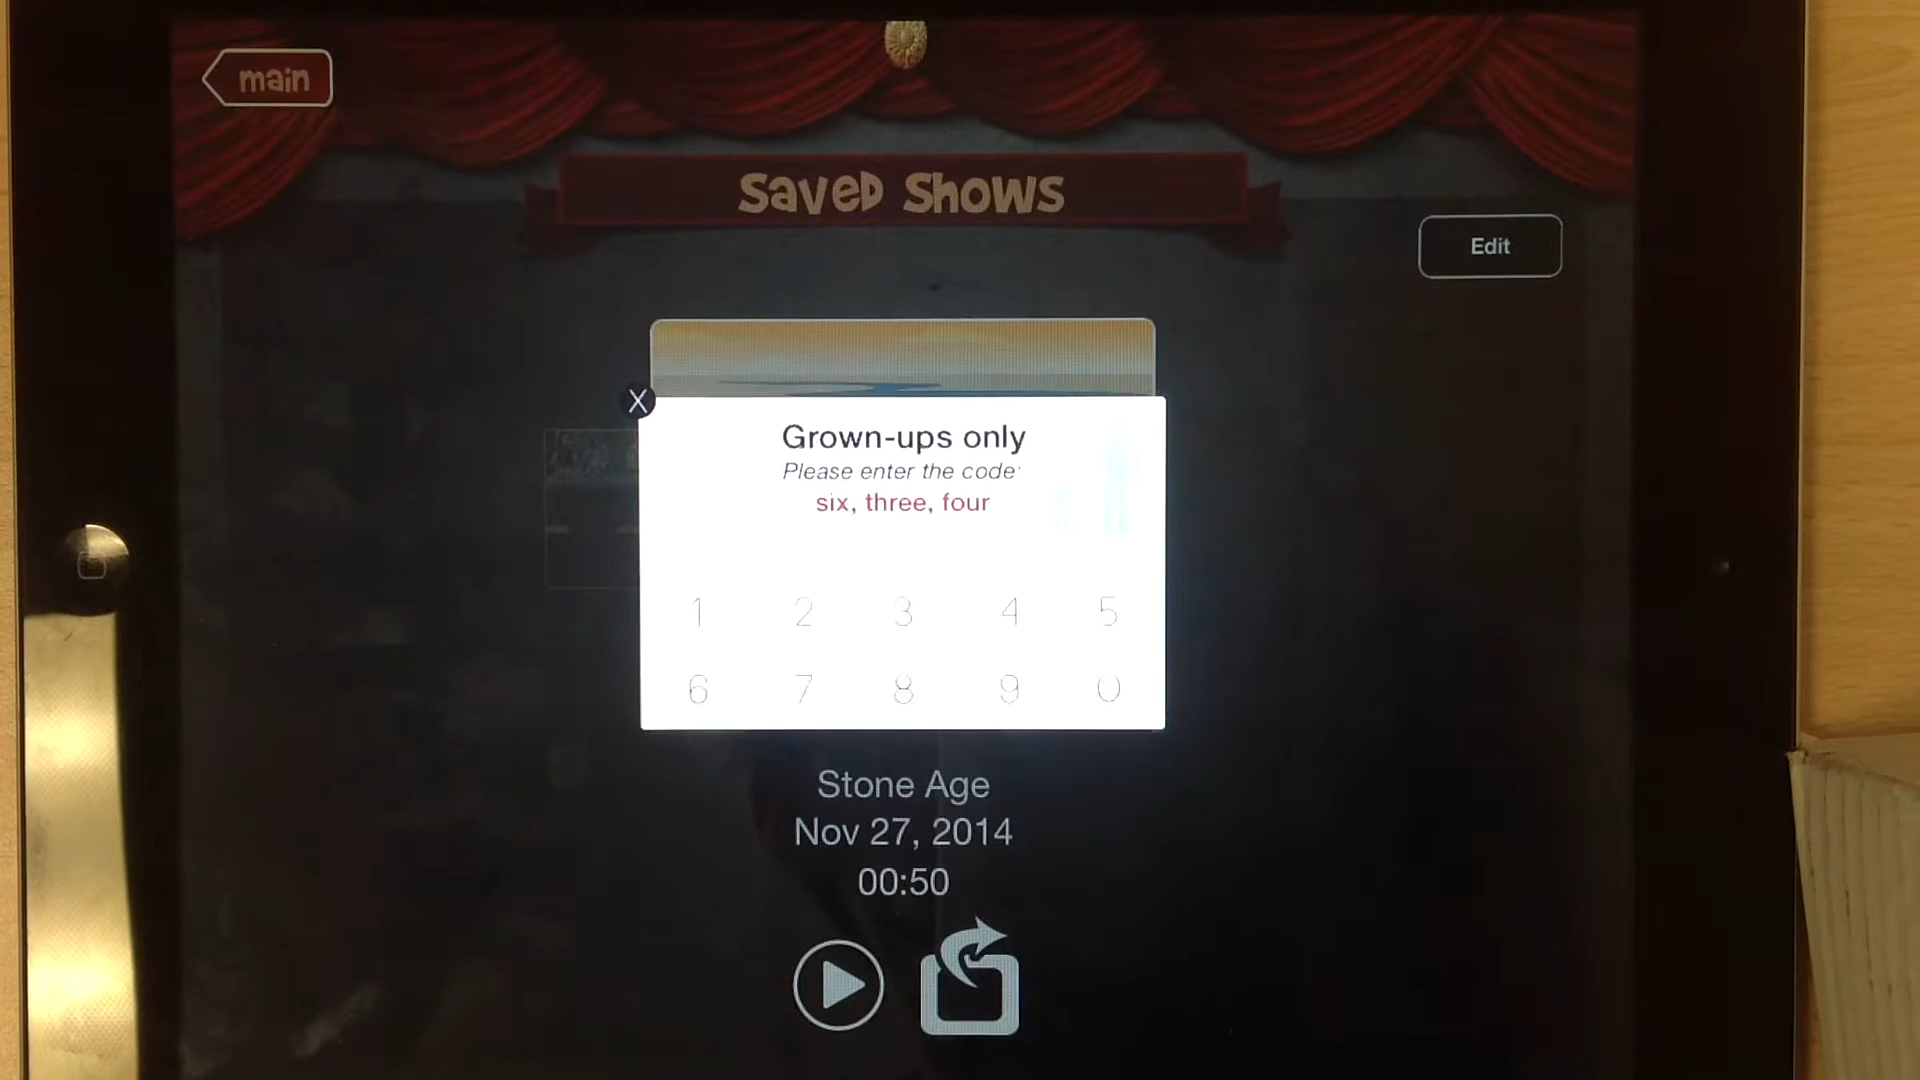 main
Saved Shows
Edit
X
Grown-ups only
Please enter the code:
six, three, four
1 2 3 4 5
6 7 8 9 0
Stone Age
Nov 27, 2014
00:50